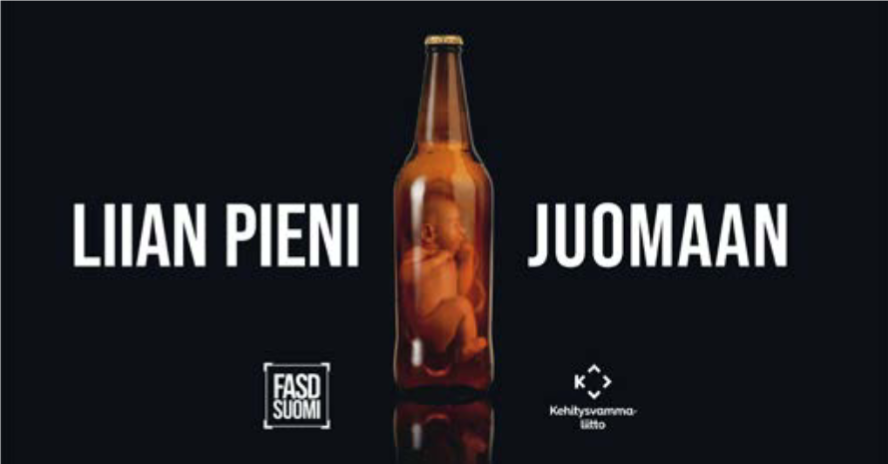 LIIAN PIENI JUOMAAN
FASD
SUOMI
Kehitysvamma-
liitto